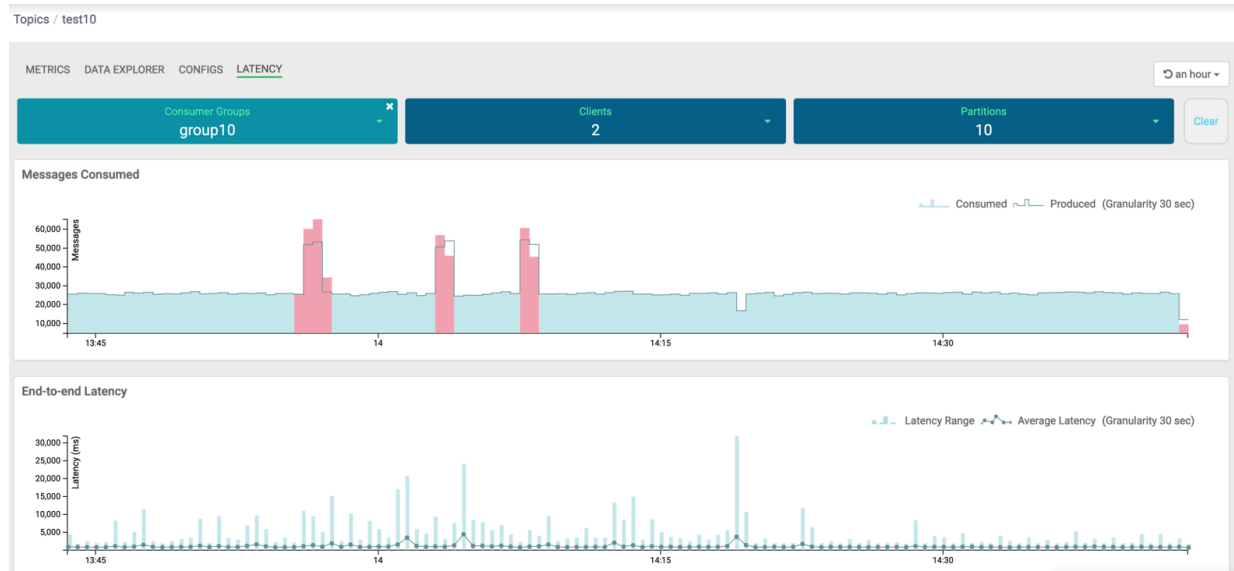 Topics / test10
METRICS DATA EXPLORER CONFIGS LATENCY
an hour
Consumer Groups
group10
Clients
2
Partitions
10
Clear
Messages Consumed
Consumed Produced (Granularity 30 sec)
Messages
60,000
50,000
40,000
30,000
20,000
10,000
13:45 14 14:15 14:30
End-to-end Latency
Latency Range Average Latency (Granularity 30 sec)
Latency (ms)
30,000
25,000
20,000
15,000
10,000
5,000
13:45 14 14:15 14:30